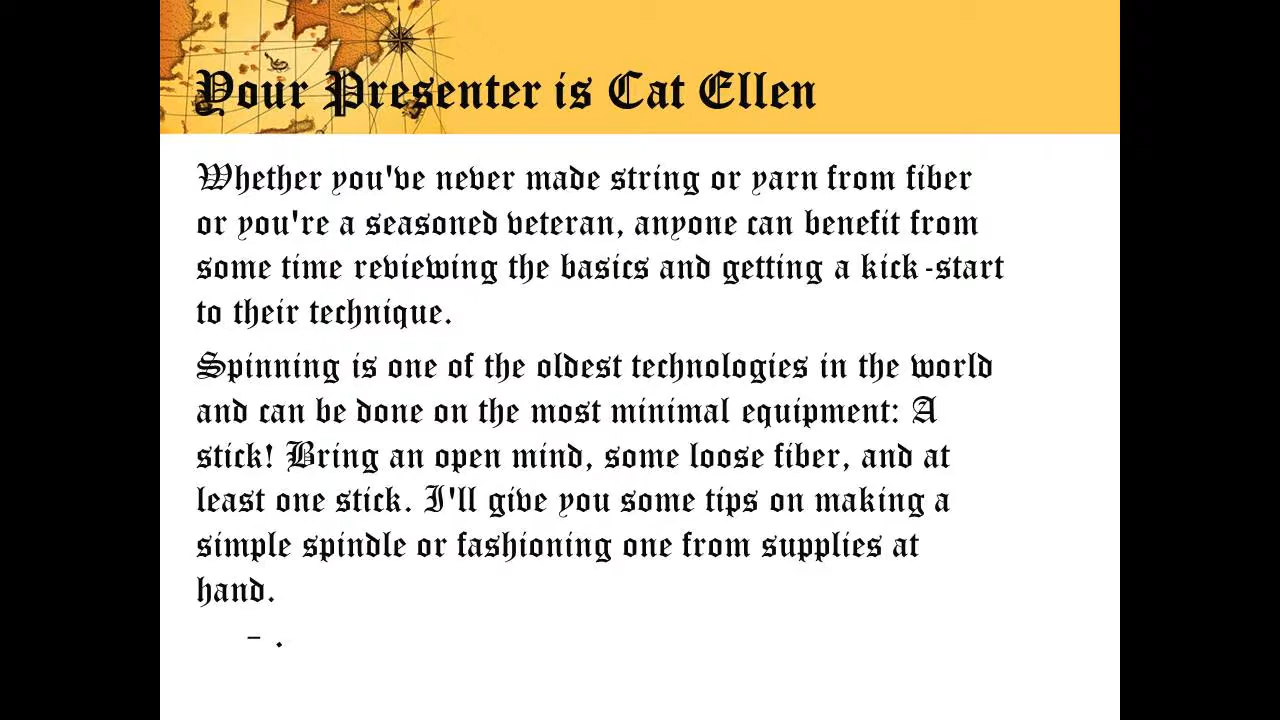 Your Presenter is Cat Ellen
Whether you've never made string or yarn from fiber
or you're a seasoned veteran, anyone can benefit from
some time reviewing the basics and getting a kick-start
to their technique.
Spinning is one of the oldest technologies in the world
and can be done on the most minimal equipment: A
stick! Bring an open mind, some loose fiber, and at
least one stick. I'll give you some tips on making a
simple spindle or fashioning one from supplies at
hand.
– .